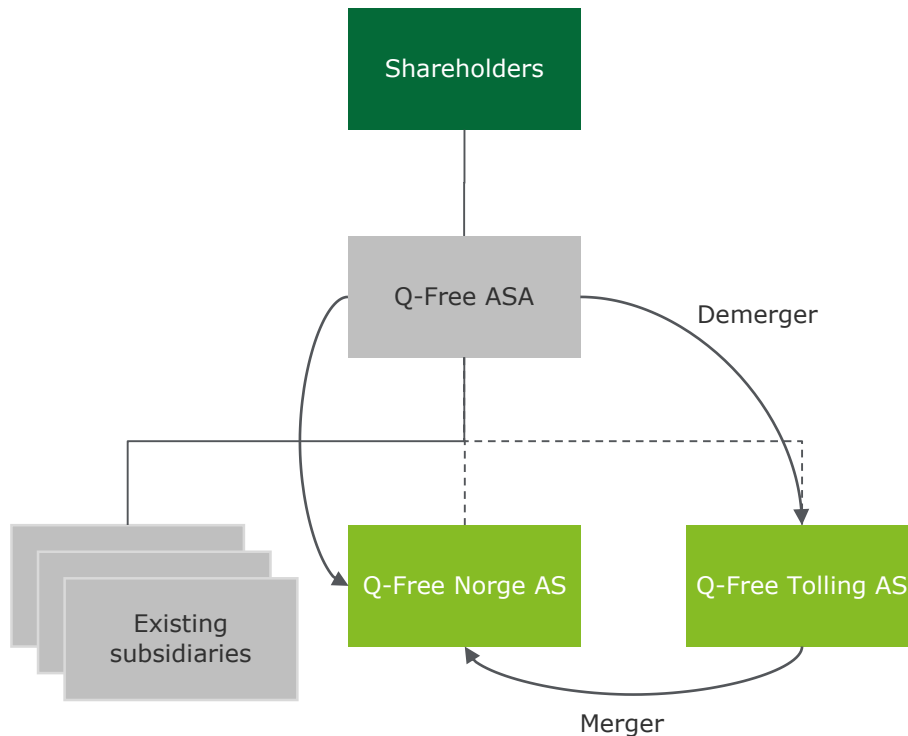 Shareholders
Q-Free ASA
Demerger
Q-Free Norge AS
Q-Free Tolling AS
Existing
subsidiaries
Merger